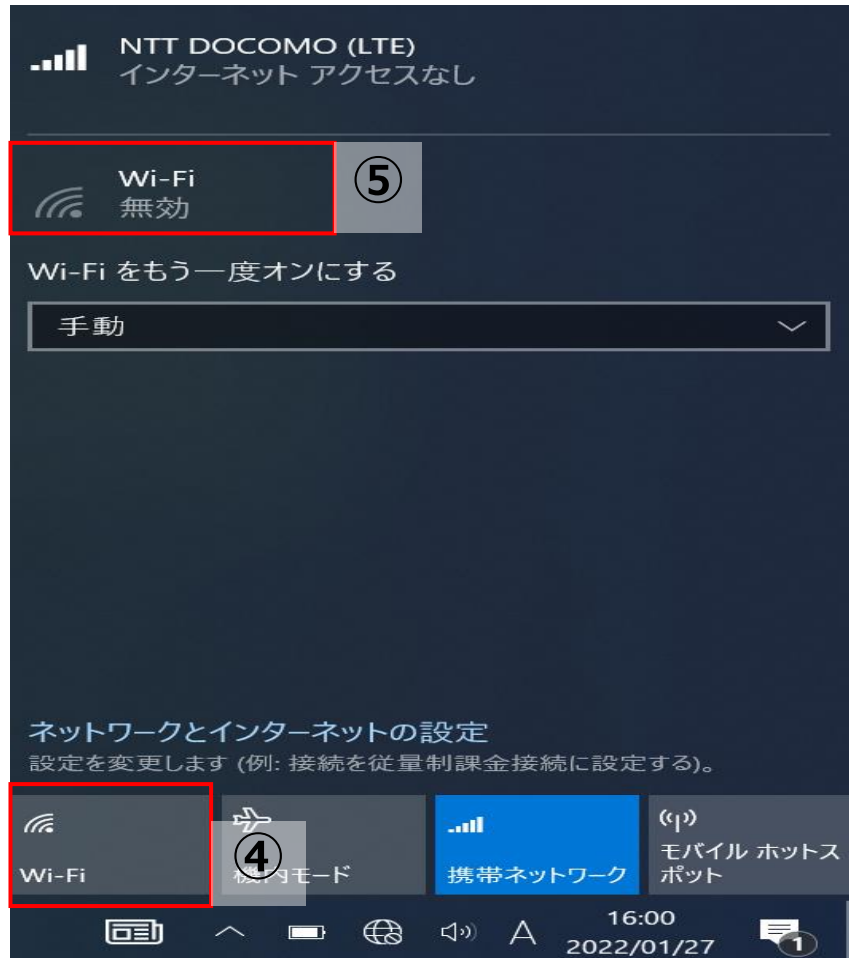 NTT DOCOMO (LTE)
インターネット アクセスなし
Wi-Fi
無効
⑤
Wi-Fi をもう一度オンにする
手動
ネットワークとインターネットの設定
設定を変更します (例: 接続を従量制課金接続に設定する)。
Wi-Fi
④
機内モード
携帯ネットワーク
モバイル ホットス
ポット
A
16:00
2022/01/27
1